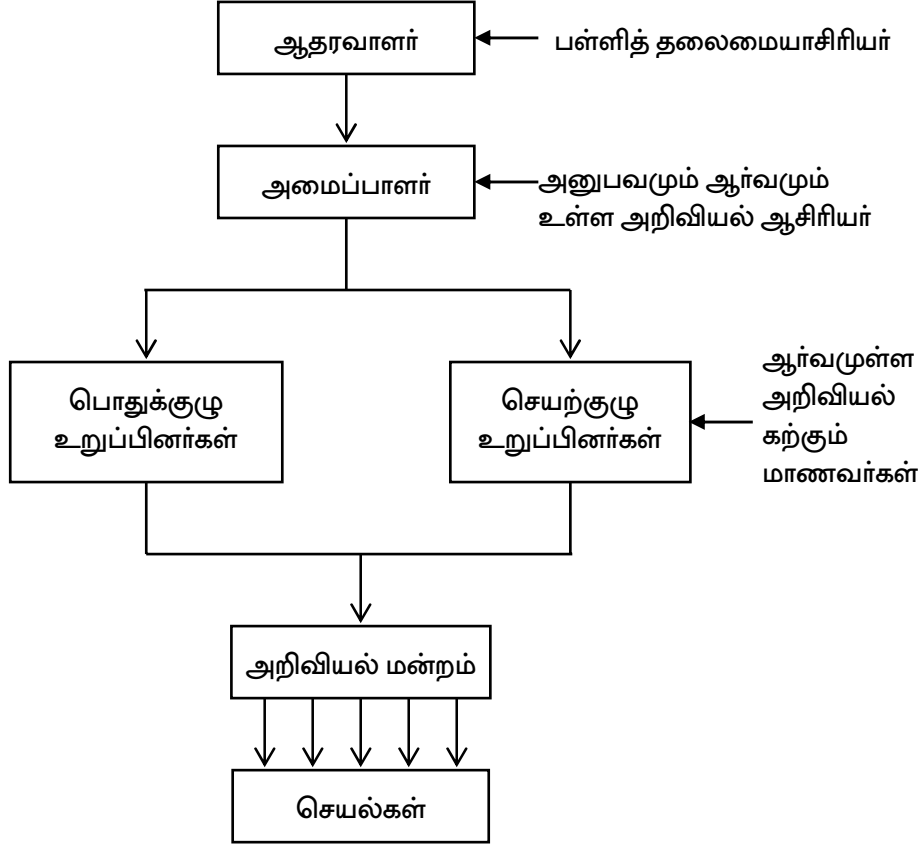 ஆதரவாளர்
பள்ளித் தலைமையாசிரியர்
அமைப்பாளர்
அனுபவமும் ஆர்வமும்
உள்ள அறிவியல் ஆசிரியர்
பொதுக்குழு
உறுப்பினர்கள்
செயற்குழு
உறுப்பினர்கள்
ஆர்வமுள்ள
அறிவியல்
கற்கும்
மாணவர்கள்
அறிவியல் மன்றம்
செயல்கள்